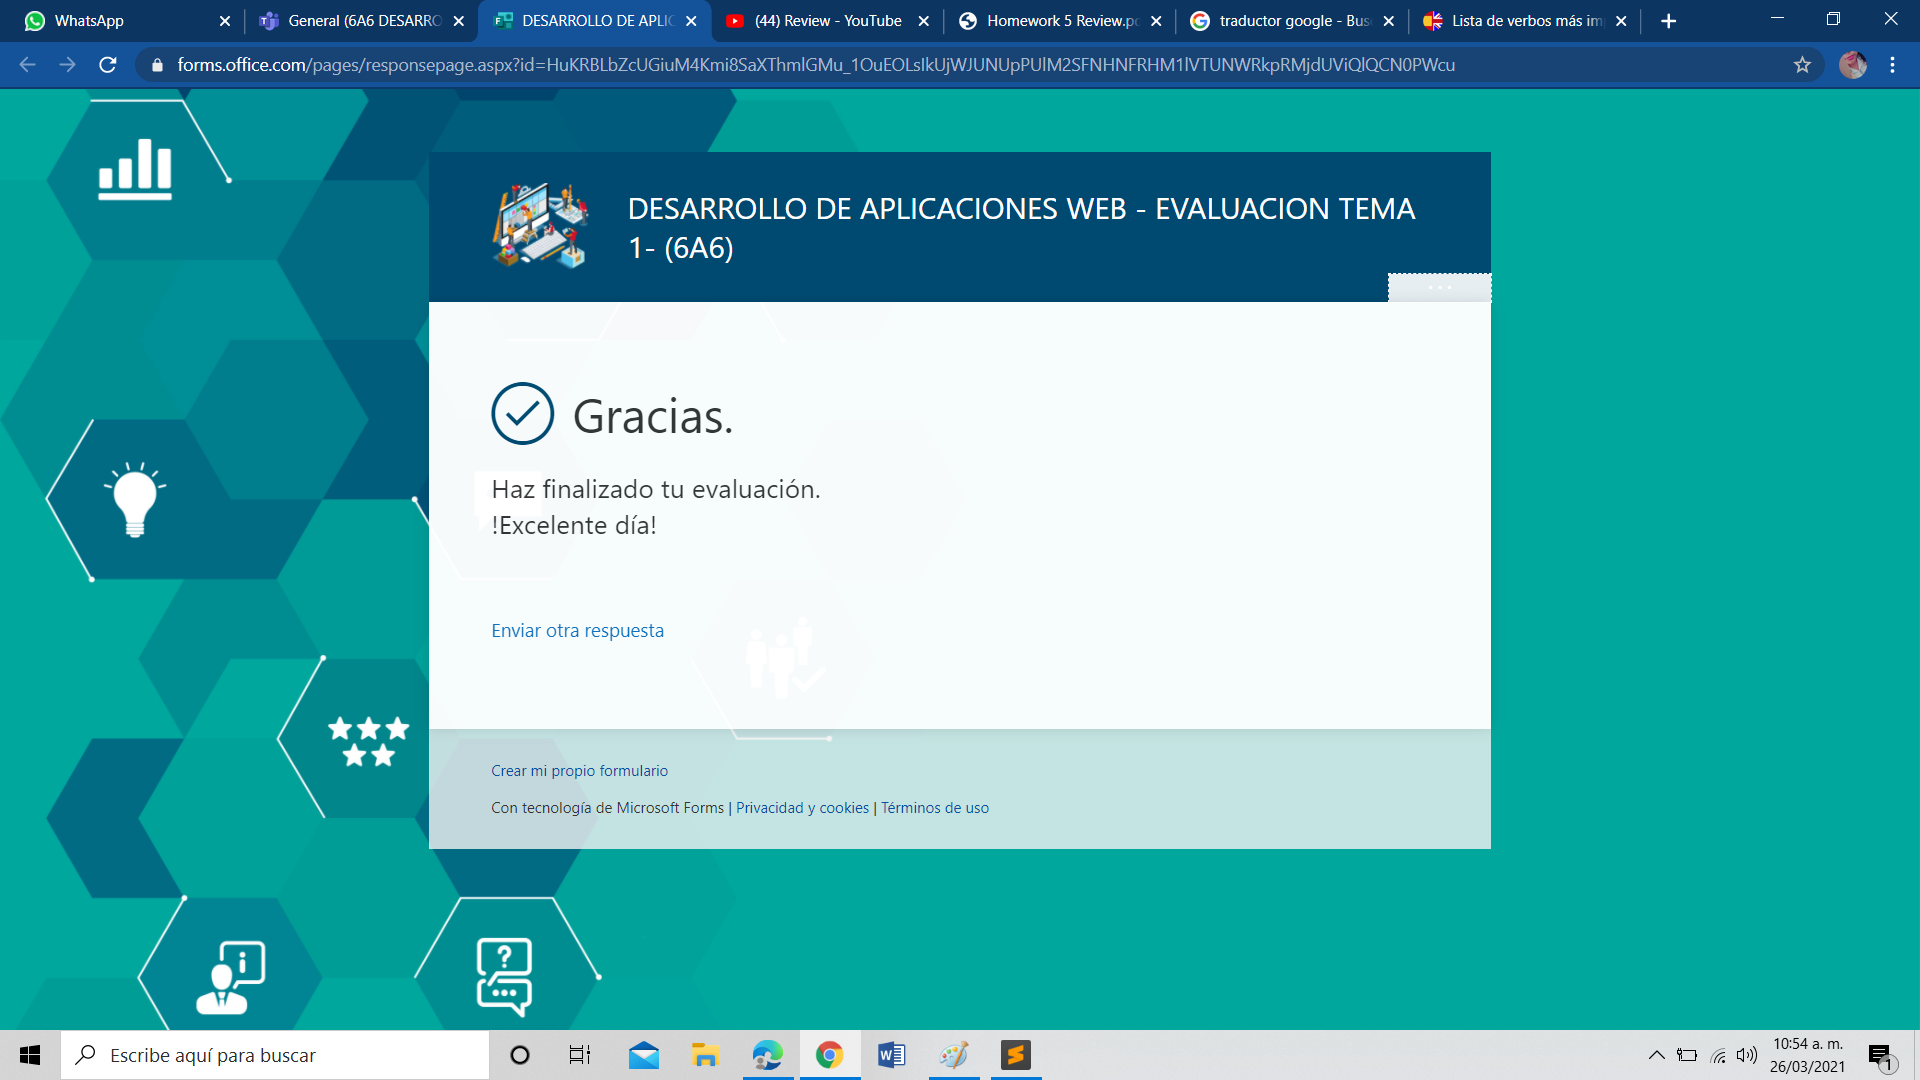 WhatsApp
General (6A6 DESARRO
DESARROLLO DE APLIC
(44) Review - YouTube
Homework 5 Review.pd
traductor google - Bus
Lista de verbos más im
forms.office.com/pages/responsepage.aspx?id=HuKRBLbZcUGiuM4Kmi8SaXThmlGMu_1OuEOLsIkUjWJUNUpPUlM2SFNHNFRHM1lVTUNWRkpRMjdUViQlQCN0PWcu
DESARROLLO DE APLICACIONES WEB - EVALUACION TEMA
1- (6A6)
Gracias.
Haz finalizado tu evaluación.
!Excelente día!
Enviar otra respuesta
Crear mi propio formulario
Con tecnología de Microsoft Forms | Privacidad y cookies | Términos de uso
Escribe aquí para buscar
10:54 a. m.
26/03/2021
1